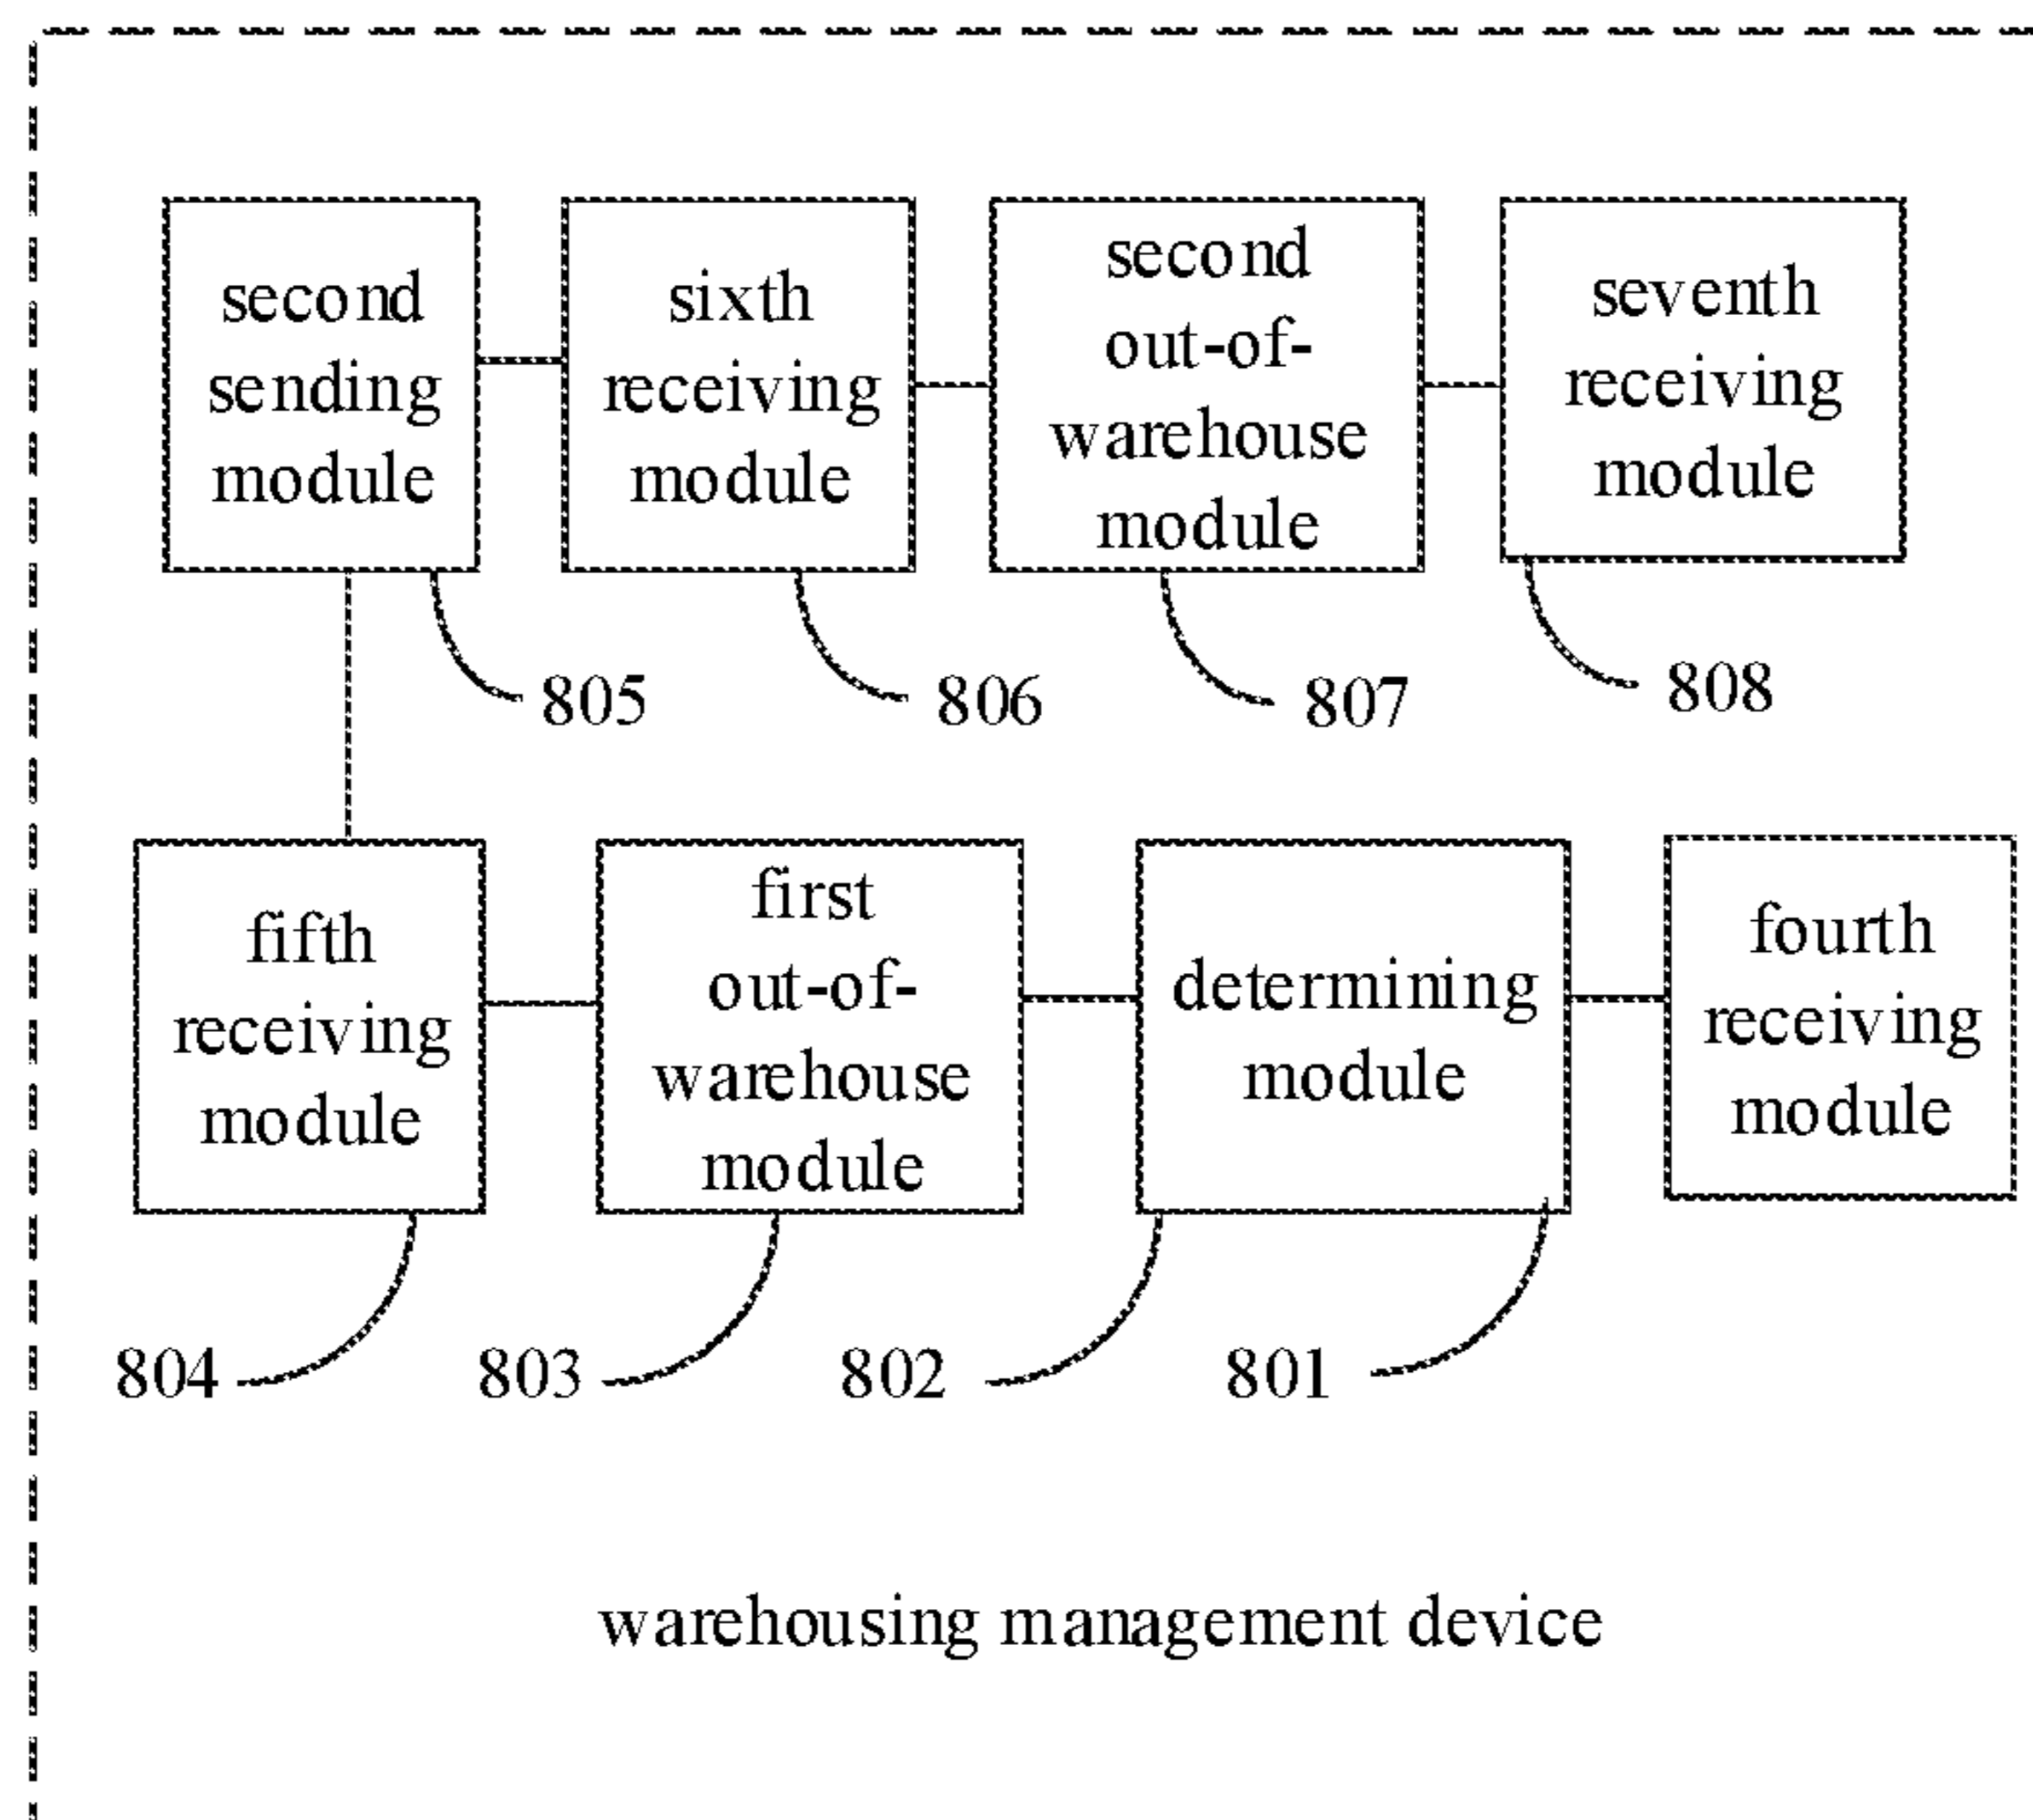 second
sending
module
sixth
receiving
module
second
out-of-
warehouse
module
seventh
receiving
module
805
806
807
808
fifth
receiving
module
first
out-of-
warehouse
module
determining
module
fourth
receiving
module
804
803
802
801
warehousing management device